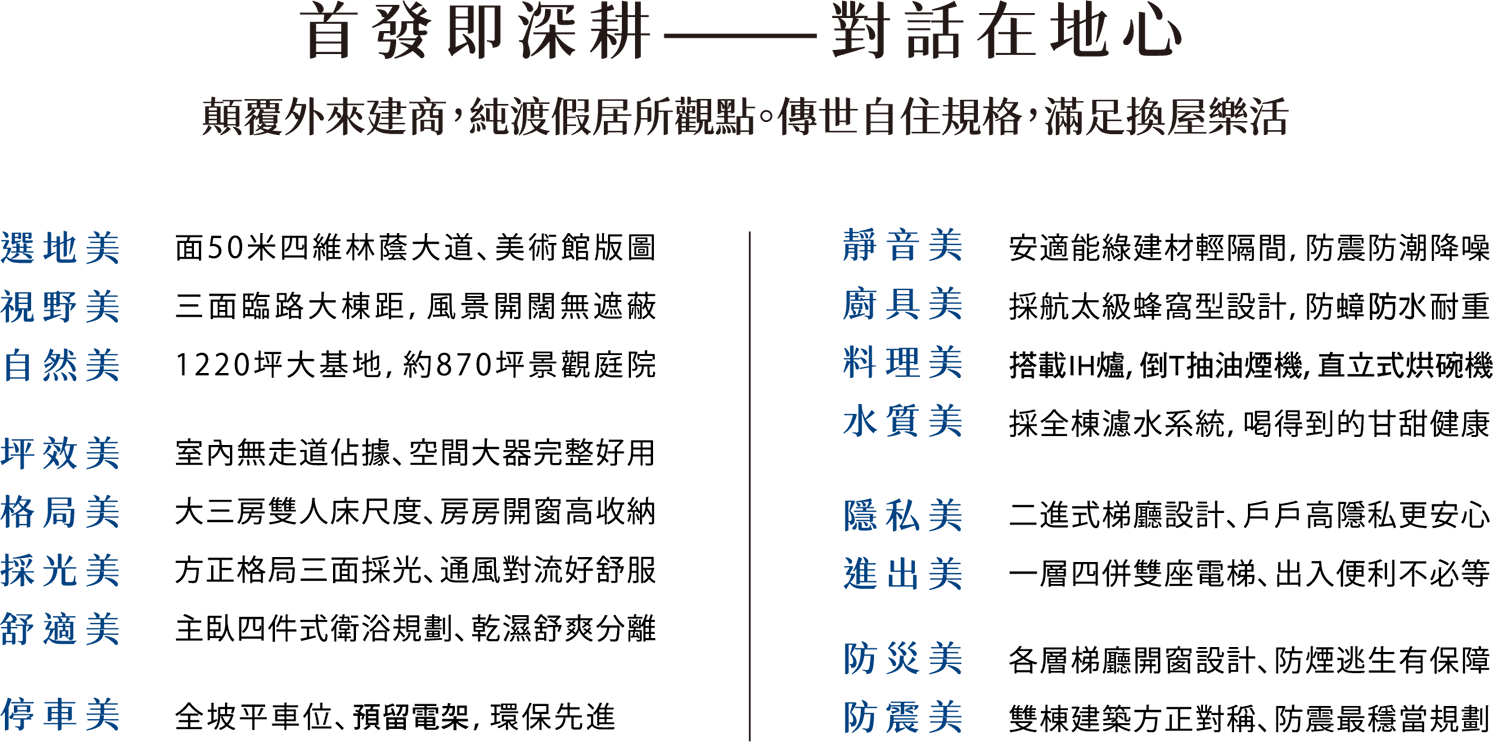 首發即深耕——對話在地心
顛覆外來建商，純渡假居所觀點。傳世自住規格，滿足換屋樂活
選地美 面50米四維林蔭大道、美術館版圖
視野美 三面臨路大棟距，風景開闊無遮蔽
自然美 1220坪大基地，約870坪景觀庭院
坪效美 室內無走道佔據、空間大器完整好用
格局美 大三房雙人床尺度、房房開窗高收納
採光美 方正格局三面採光、通風對流好舒服
舒適美 主臥四件式衛浴規劃、乾濕舒爽分離
停車美 全坡平車位、預留電架，環保先進
靜音美 安適能綠建材輕隔間，防震防潮降噪
廚具美 採航太級蜂窩型設計，防蟑防水耐重
料理美 搭載IH爐，倒T抽油煙機，直立式烘碗機
水質美 採全棟濾水系統，喝得到的甘甜健康
隱私美 二進式梯廳設計、戶戶高隱私更安心
進出美 一層四併雙座電梯、出入便利不必等
防災美 各層梯廳開窗設計、防煙逃生有保障
防震美 雙棟建築方正對稱、防震最穩當規劃